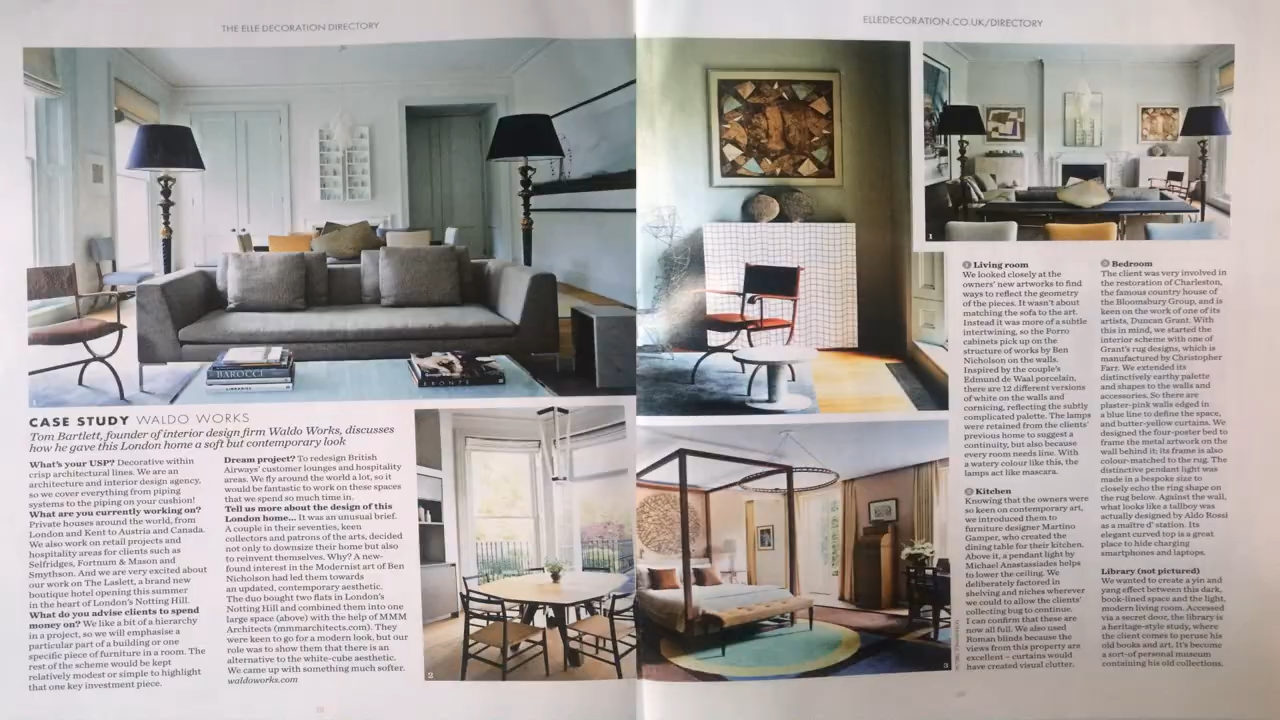 THE ELLE DECORATION DIRECTORY
BAROCCI
CASE STUDY WALDO WORKS
Tom Bartlett, founder of interior design firm Waldo Works, discusses
how he gave this London home a soft but contemporary look
What's your USP? Decorative within
crisp architectural lines. We are an
architecture and interior design agency,
so we cover everything from piping
systems to the piping on your cushion!
What are you currently working on?
Private houses around the world, from
London and Kent to Austria and Canada.
We also work on retail projects and
hospitality areas for clients such as
Selfridges, Fortnum & Mason and
Smythson. And we are very excited about
our work on The Laslett, a brand new
boutique hotel opening this summer
in the heart of London's Notting Hill.
What do you advise clients to spend
money on? We like a bit of a hierarchy
in a project, so we will emphasise a
particular part of a building or one
specific piece of furniture in a room. The
rest of the scheme would be kept
relatively modest or simple to highlight
that one key investment piece.
Dream project? To redesign British
Airways' customer lounges and hospitality
areas. We fly around the world a lot, so it
would be fantastic to work on these spaces
that we spend so much time in.
Tell us more about the design of this
London home... It was an unusual brief.
A couple in their seventies, keen
collectors and patrons of the arts, decided
not only to downsize their home but also
to reinvent themselves. Why? A new-
found interest in the Modernist art of Ben
Nicholson had led them towards
an updated, contemporary aesthetic.
The duo bought two flats in London's
Notting Hill and combined them into one
large space (above) with the help of MMM
Architects (mmmarchitects.com). They
were keen to go for a modern look, but our
role was to show them that there is an
alternative to the white-cube aesthetic.
We came up with something much softer.
waldoworks.com
2
ELLEDECORATION.CO.UK/DIRECTORY
1
3
1 Living room
We looked closely at the
owners' new artworks to find
ways to reflect the geometry
of the pieces. It wasn't about
matching the sofa to the art.
Instead it was more of a subtle
intertwining, so the Porro
cabinets pick up on the
structure of works by Ben
Nicholson on the walls.
Inspired by the couple's
Edmund de Waal porcelain,
there are 12 different versions
of white on the walls and
cornicing, reflecting the subtly
complicated palette. The lamps
were retained from the clients'
previous home to suggest a
continuity, but also because
every room needs line. With
a watery colour like this, the
lamps act like mascara.
2 Kitchen
Knowing that the owners were
so keen on contemporary art,
we introduced them to
furniture designer Martino
Gamper, who created the
dining table for their kitchen.
Above it, a pendant light by
Michael Anastassiades helps
to lower the ceiling. We
deliberately factored in
shelving and niches wherever
we could to allow the clients'
collecting bug to continue.
I can confirm that these are
now all full. We also used
Roman blinds because the
views from this property are
excellent – curtains would
have created visual clutter.
3 Bedroom
The client was very involved in
the restoration of Charleston,
the famous country house of
the Bloomsbury Group, and is
keen on the work of one of its
artists, Duncan Grant. With
this in mind, we started the
interior scheme with one of
Grant's rug designs, which is
manufactured by Christopher
Farr. We extended its
distinctively earthy palette
and shapes to the walls and
accessories. So there are
plaster-pink walls edged in
a blue line to define the space,
and butter-yellow curtains. We
designed the four-poster bed to
frame the metal artwork on the
wall behind it; its frame is also
colour-matched to the rug. The
distinctive pendant light was
made in a bespoke size to
closely echo the ring shape on
the rug below. Against the wall,
what looks like a tallboy was
actually designed by Aldo Rossi
as a maître d' station. Its
elegant curved top is a great
place to hide charging
smartphones and laptops.
Library (not pictured)
We wanted to create a yin and
yang effect between this dark,
book-lined space and the light,
modern living room. Accessed
via a secret door, the library is
a heritage-style study, where
the client comes to peruse his
old books and art. It's become
a sort-of personal museum
containing his old collections.